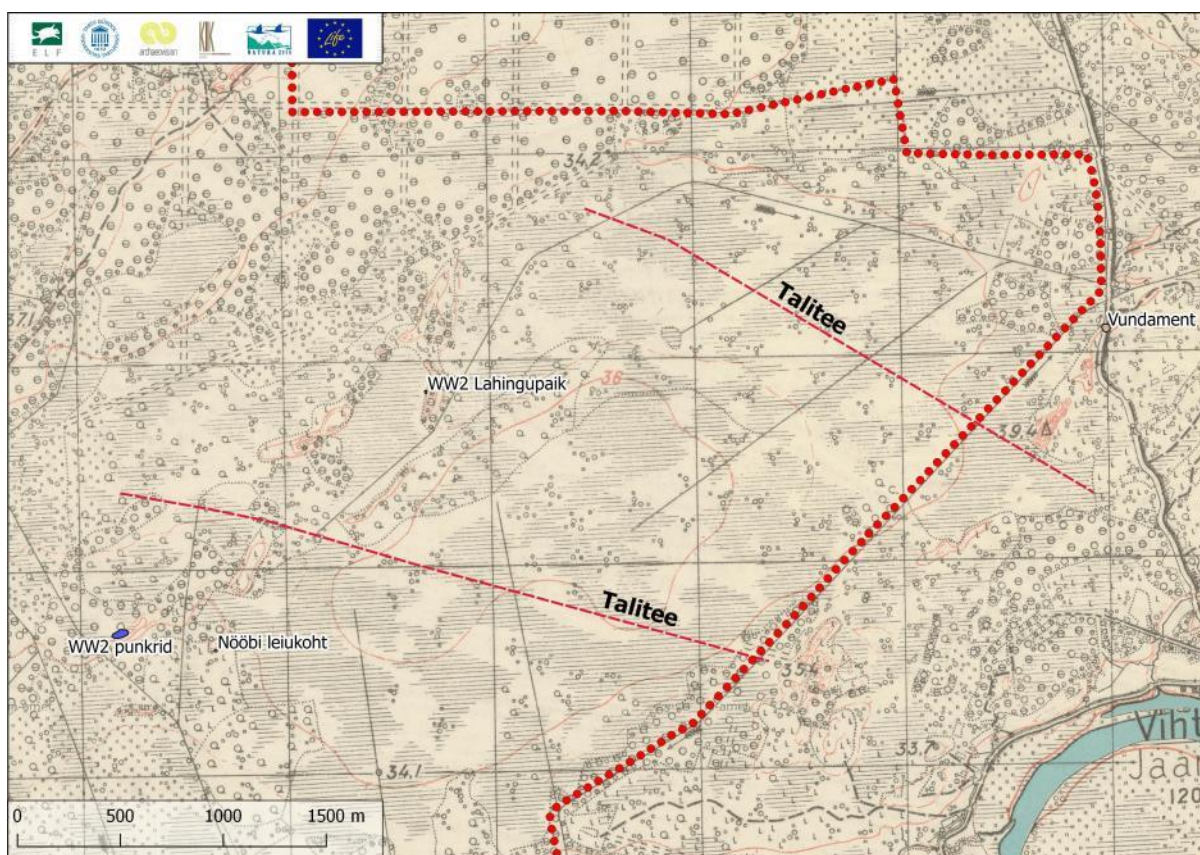 ELF
archaeovision
KK
NATURA 2000
Life
34.2
Talitee
Vundament
WW2 Lahingupaik
36
39.4
Talitee
WW2 punkrid
Nööbi leiukoht
35.4
33.7
Viht
Jaan
34.1
120
0 500 1000 1500 m